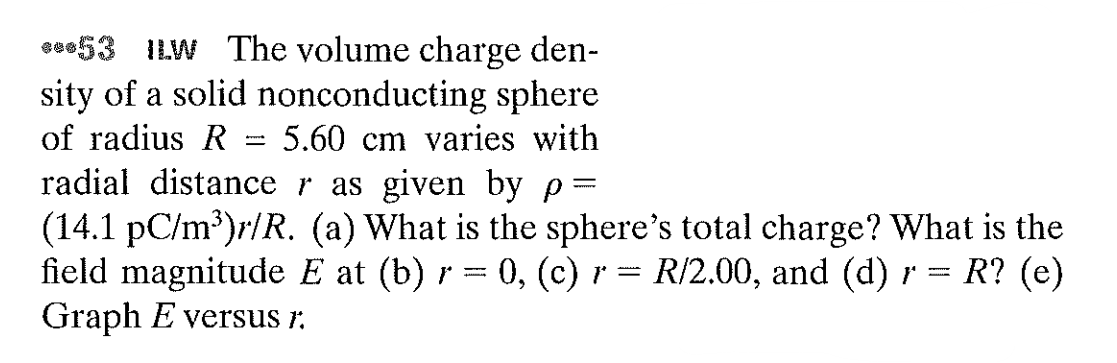 •••53 ILW The volume charge den-
sity of a solid nonconducting sphere
of radius R = 5.60 cm varies with
radial distance r as given by ρ =
(14.1 pC/m³)r/R. (a) What is the sphere's total charge? What is the
field magnitude E at (b) r = 0, (c) r = R/2.00, and (d) r = R? (e)
Graph E versus r.